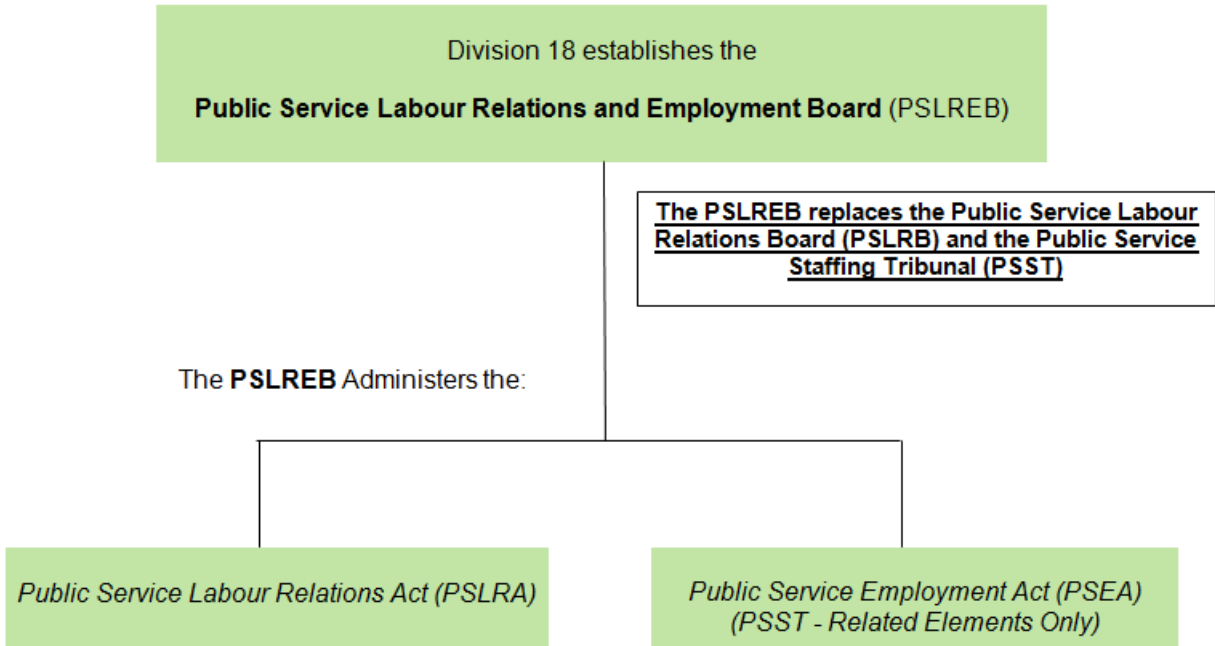 Division 18 establishes the
Public Service Labour Relations and Employment Board (PSLREB)
The PSLREB replaces the Public Service Labour
Relations Board (PSLRB) and the Public Service
Staffing Tribunal (PSST)
The PSLREB Administers the:
Public Service Labour Relations Act (PSLRA)
Public Service Employment Act (PSEA)
(PSST - Related Elements Only)